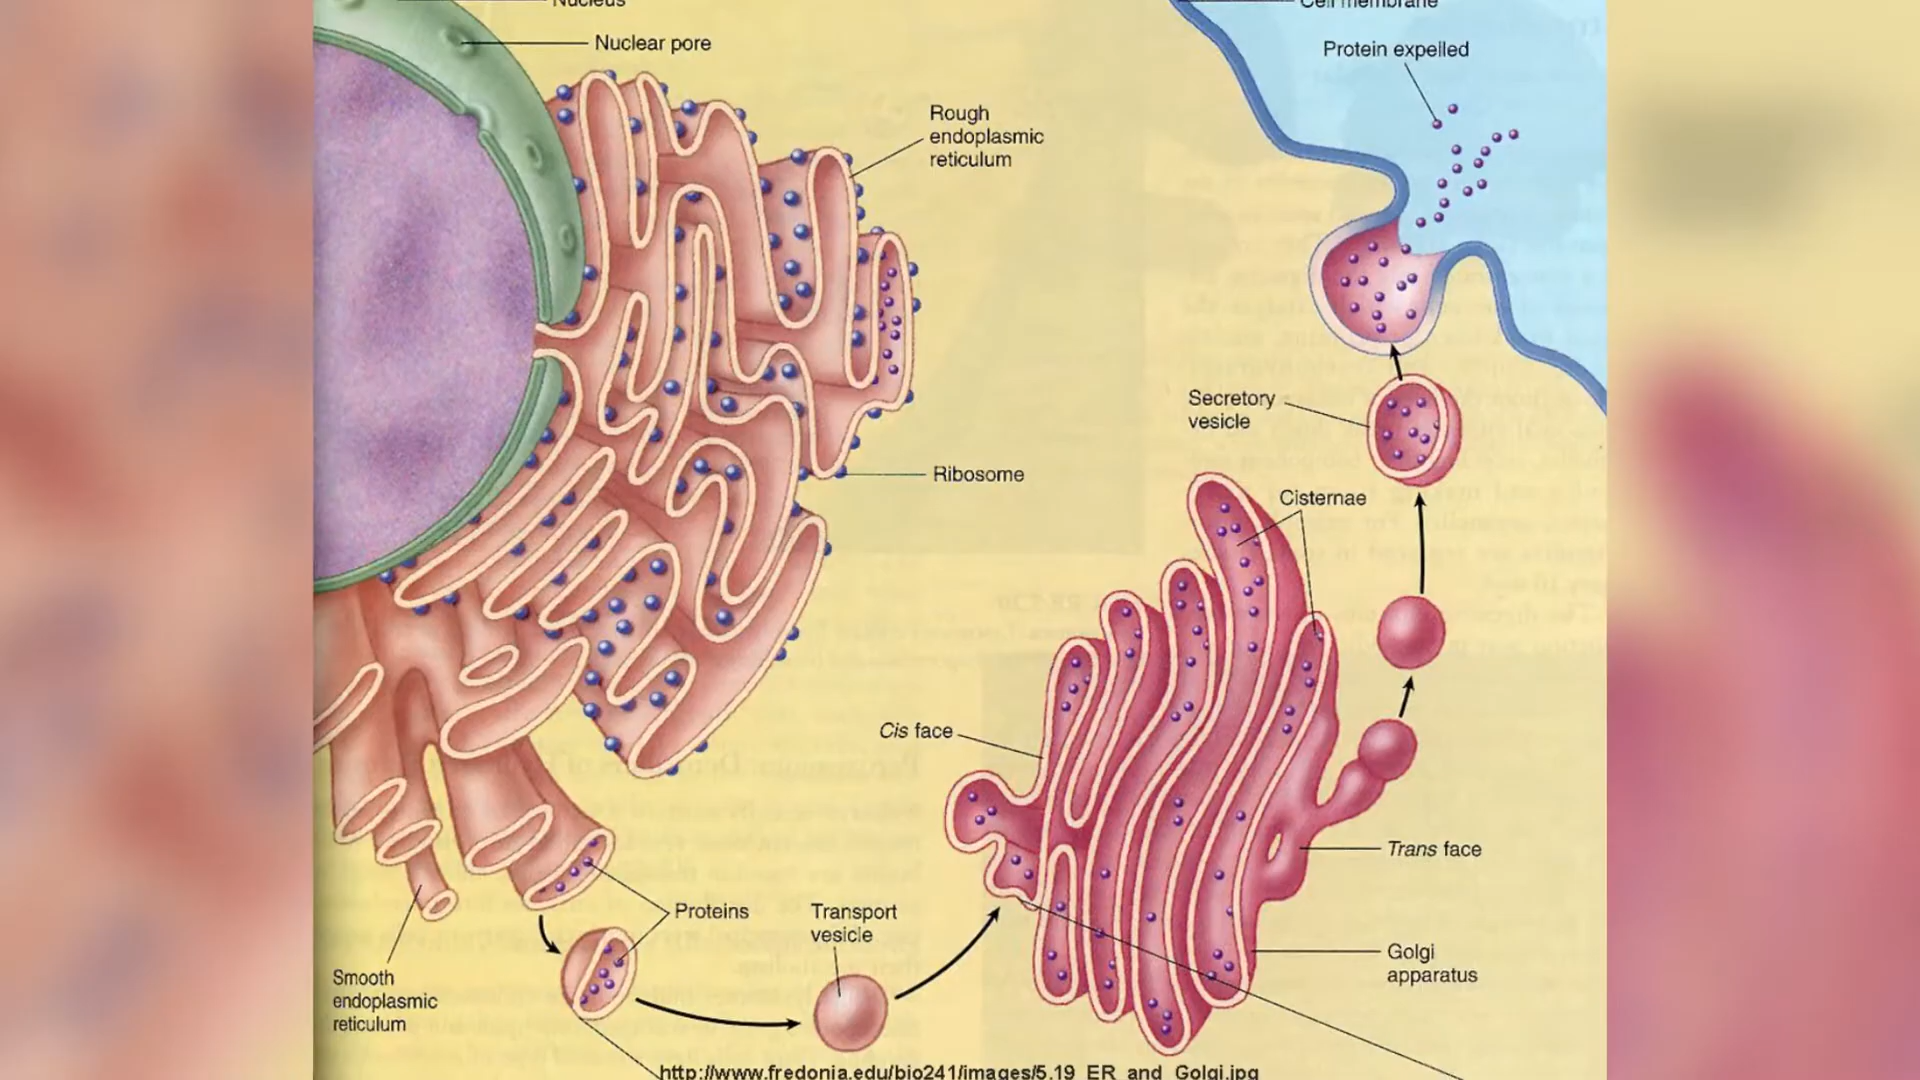 Nucleus
Nuclear pore
Rough
endoplasmic
reticulum
Cell membrane
Protein expelled
Secretory
vesicle
Ribosome
Cisternae
Cis face
Trans face
Proteins
Transport
vesicle
Golgi
apparatus
Smooth
endoplasmic
reticulum
http://www.fredonia.edu/bio241/images/5.19_ER_and_Golgi.jpg